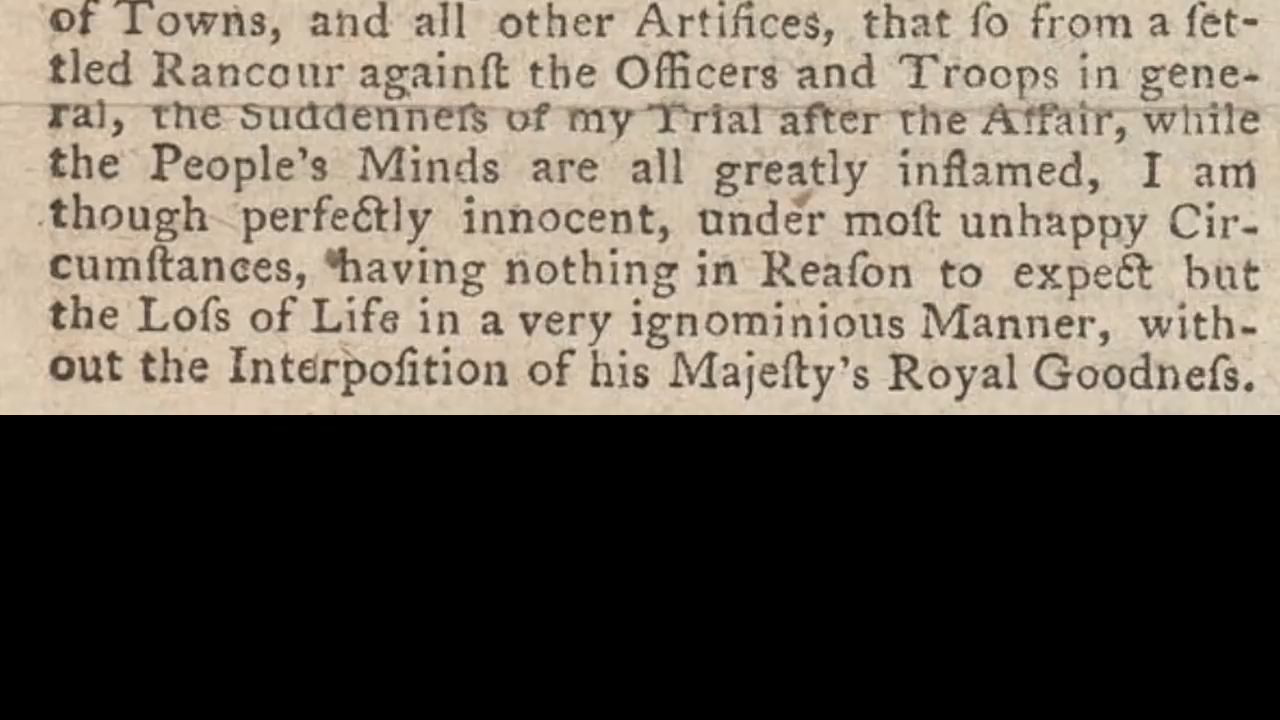 of Towns, and all other Artifices, that ſo from a ſet-
tled Rancour againſt the Officers and Troops in gene-
ral, the Suddenneſs of my Trial after the Affair, while
the People's Minds are all greatly inflamed, I am
though perfectly innocent, under moſt unhappy Cir-
cumſtances, having nothing in Reaſon to expect but
the Loſs of Life in a very ignominious Manner, with-
out the Interpoſition of his Majeſty's Royal Goodneſs.